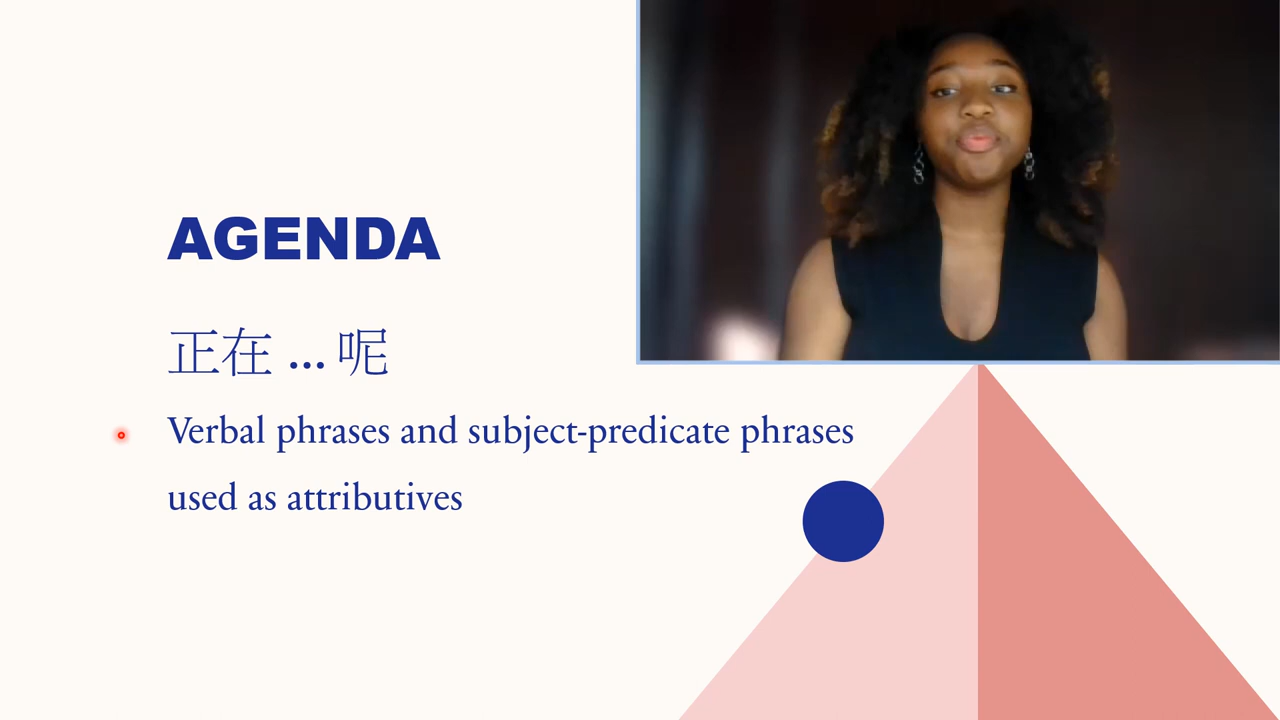 AGENDA
正在 ... 呢
Verbal phrases and subject-predicate phrases
used as attributives